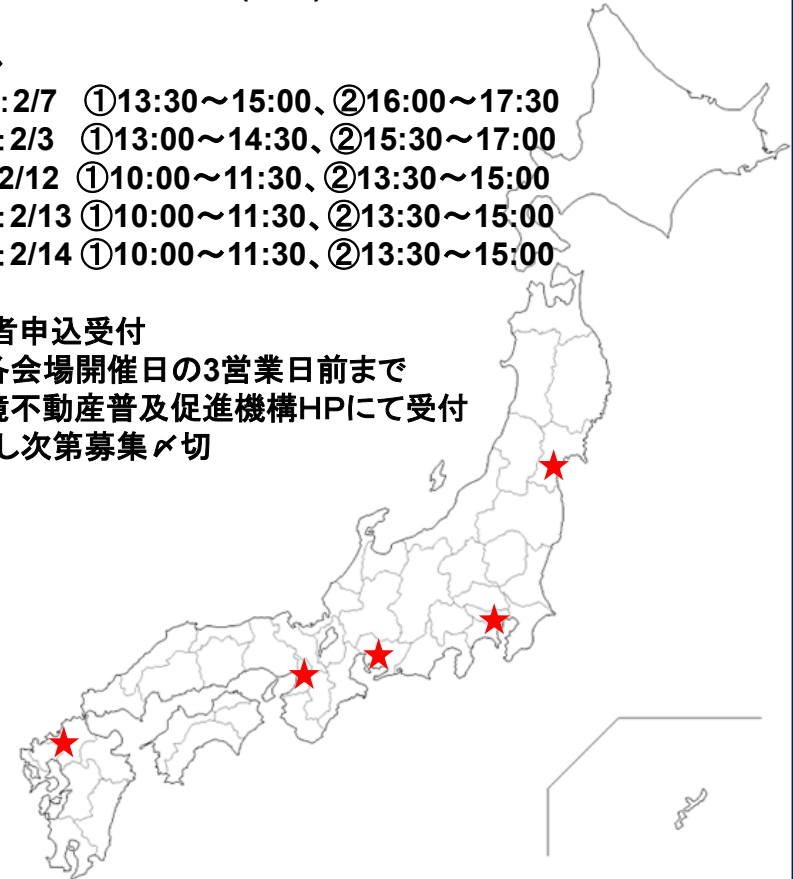 :2/7 ①13:30～15:00、②16:00～17:30
:2/3 ①13:00～14:30、②15:30～17:00
2/12 ①10:00～11:30、②13:30～15:00
:2/13 ①10:00～11:30、②13:30～15:00
:2/14 ①10:00～11:30、②13:30～15:00
者申込受付
各会場開催日の3営業日前まで
境不動産普及促進機構HPにて受付
し次第募集〆切